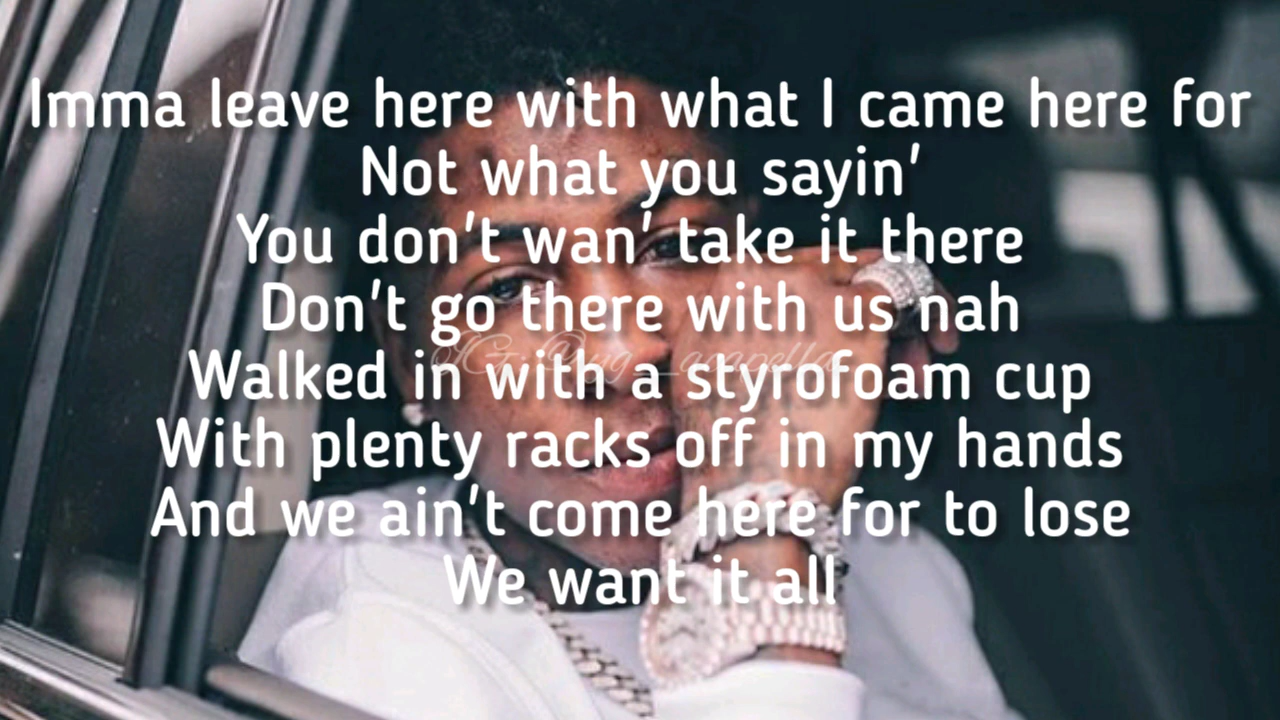 Imma leave here with what I came here for
Not what you sayin'
You don't wan' take it there
Don't go there with us nah
Walked in with a styrofoam cup
With plenty racks off in my hands
And we ain't come here for to lose
We want it all